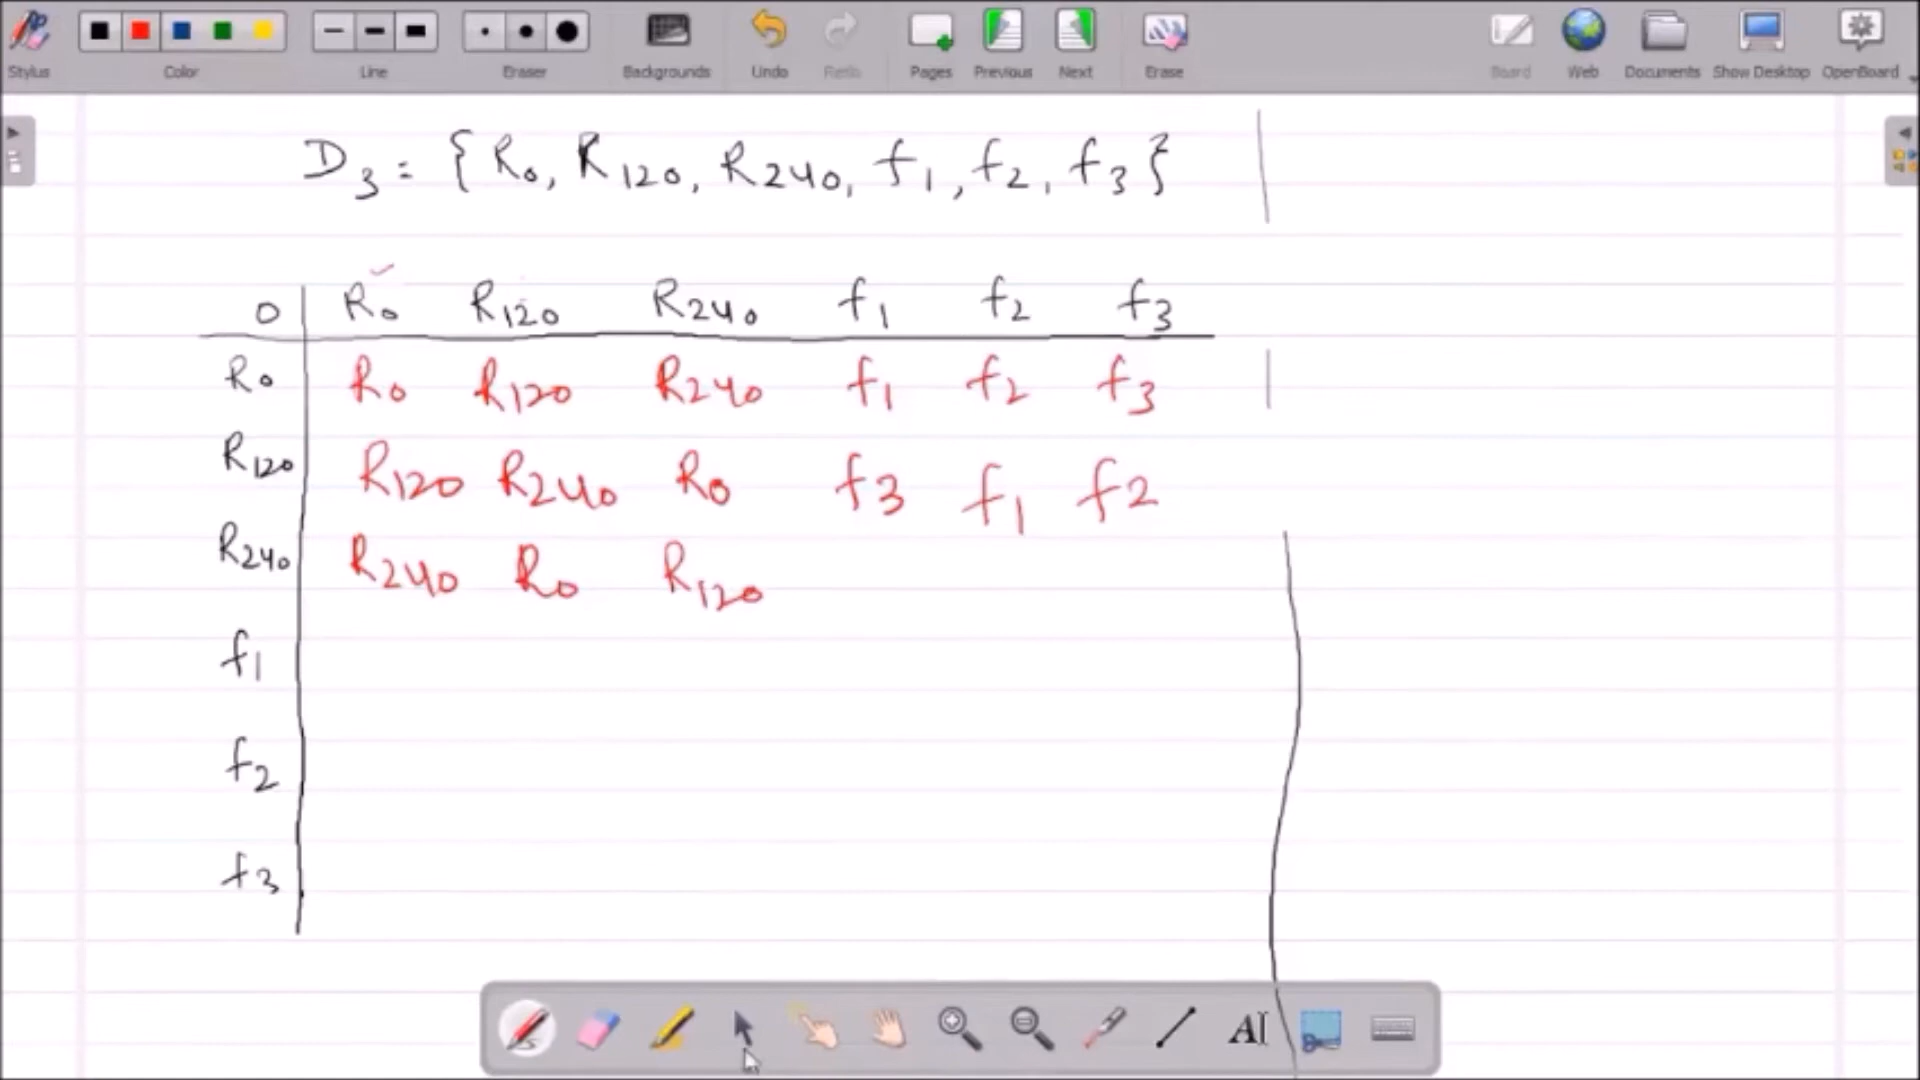 Stylus Color Line Eraser Backgrounds Undo Redo Pages Previous Next Erase Board Web Documents Show Desktop OpenBoard
D₃ = {R₀, R₁₂₀, R₂₄₀, f₁, f₂, f₃}
0 R₀ R₁₂₀ R₂₄₀ f₁ f₂ f₃
R₀ R₀ R₁₂₀ R₂₄₀ f₁ f₂ f₃
R₁₂₀ R₁₂₀ R₂₄₀ R₀ f₃ f₁ f₂
R₂₄₀ R₂₄₀ R₀ R₁₂₀
f₁
f₂
f₃
AI